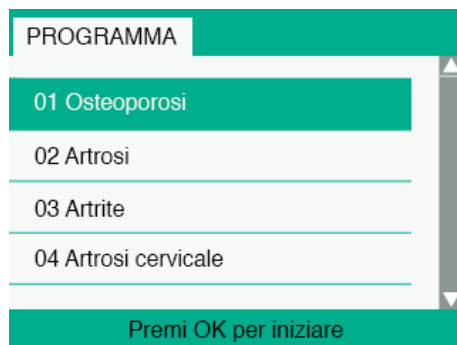 PROGRAMMA
01 Osteoporosi
02 Artrosi
03 Artrite
04 Artrosi cervicale
Premi OK per iniziare